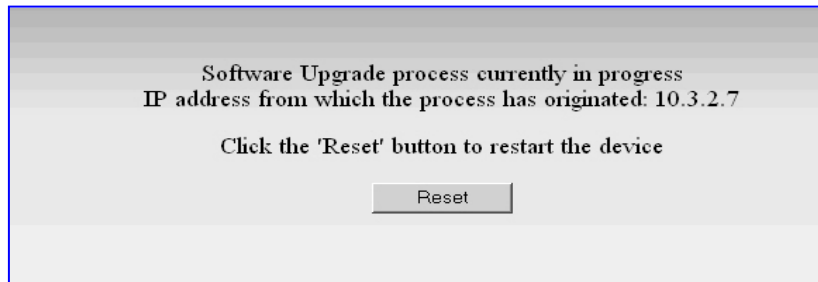 Software Upgrade process currently in progress
IP address from which the process has originated: 10.3.2.7
Click the 'Reset' button to restart the device
Reset